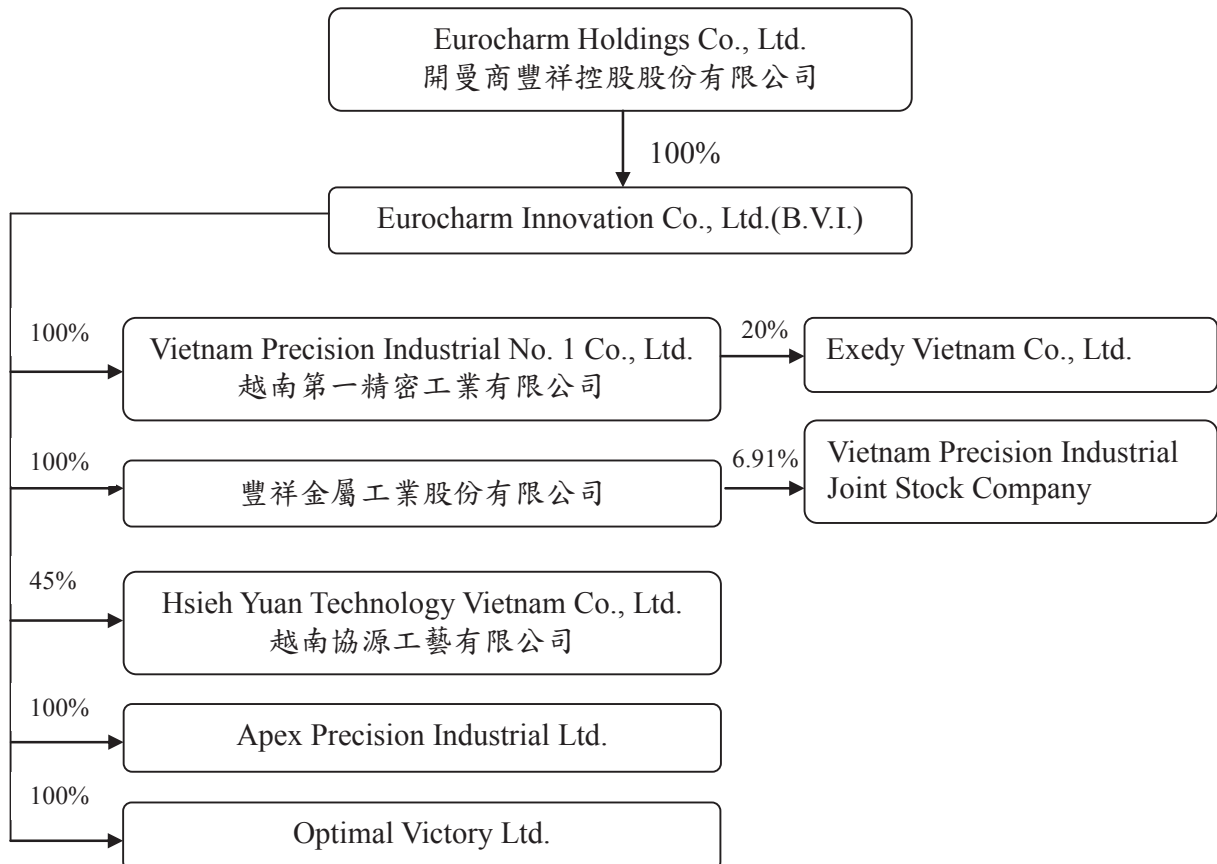 Eurocharm Holdings Co., Ltd.
開曼商豐祥控股股份有限公司
100%
Eurocharm Innovation Co., Ltd.(B.V.I.)
100%
Vietnam Precision Industrial No. 1 Co., Ltd.
越南第一精密工業有限公司
20%
Exedy Vietnam Co., Ltd.
100%
豐祥金屬工業股份有限公司
6.91%
Vietnam Precision Industrial
Joint Stock Company
45%
Hsieh Yuan Technology Vietnam Co., Ltd.
越南協源工藝有限公司
100%
Apex Precision Industrial Ltd.
100%
Optimal Victory Ltd.